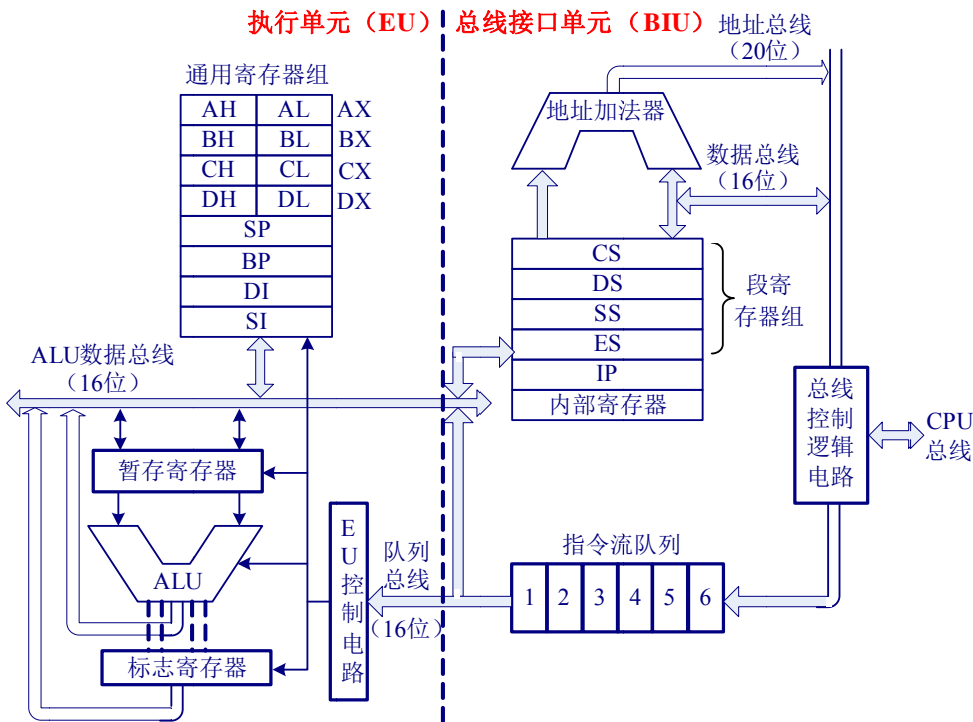 执行单元（EU）
总线接口单元（BIU）
地址总线
（20位）
通用寄存器组
AH AL AX
BH BL BX
CH CL CX
DH DL DX
SP
BP
DI
SI
地址加法器
数据总线
（16位）
CS
DS
SS
ES
IP
内部寄存器
段寄
存器组
ALU数据总线
（16位）
总线
控制
逻辑
电路
CPU
总线
暂存寄存器
ALU
标志寄存器
EU控制电路
队列
总线
(16位)
指令流队列
1 2 3 4 5 6